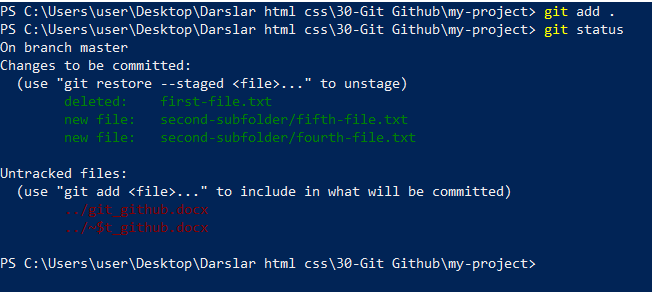 PS C:\Users\user\Desktop\Darslar html css\30-Git Github\my-project> git add .
PS C:\Users\user\Desktop\Darslar html css\30-Git Github\my-project> git status
On branch master
Changes to be committed:
  (use "git restore --staged <file>..." to unstage)
        deleted:    first-file.txt
        new file:   second-subfolder/fifth-file.txt
        new file:   second-subfolder/fourth-file.txt

Untracked files:
  (use "git add <file>..." to include in what will be committed)
        ../git_github.docx
        ../~$t_github.docx

PS C:\Users\user\Desktop\Darslar html css\30-Git Github\my-project>